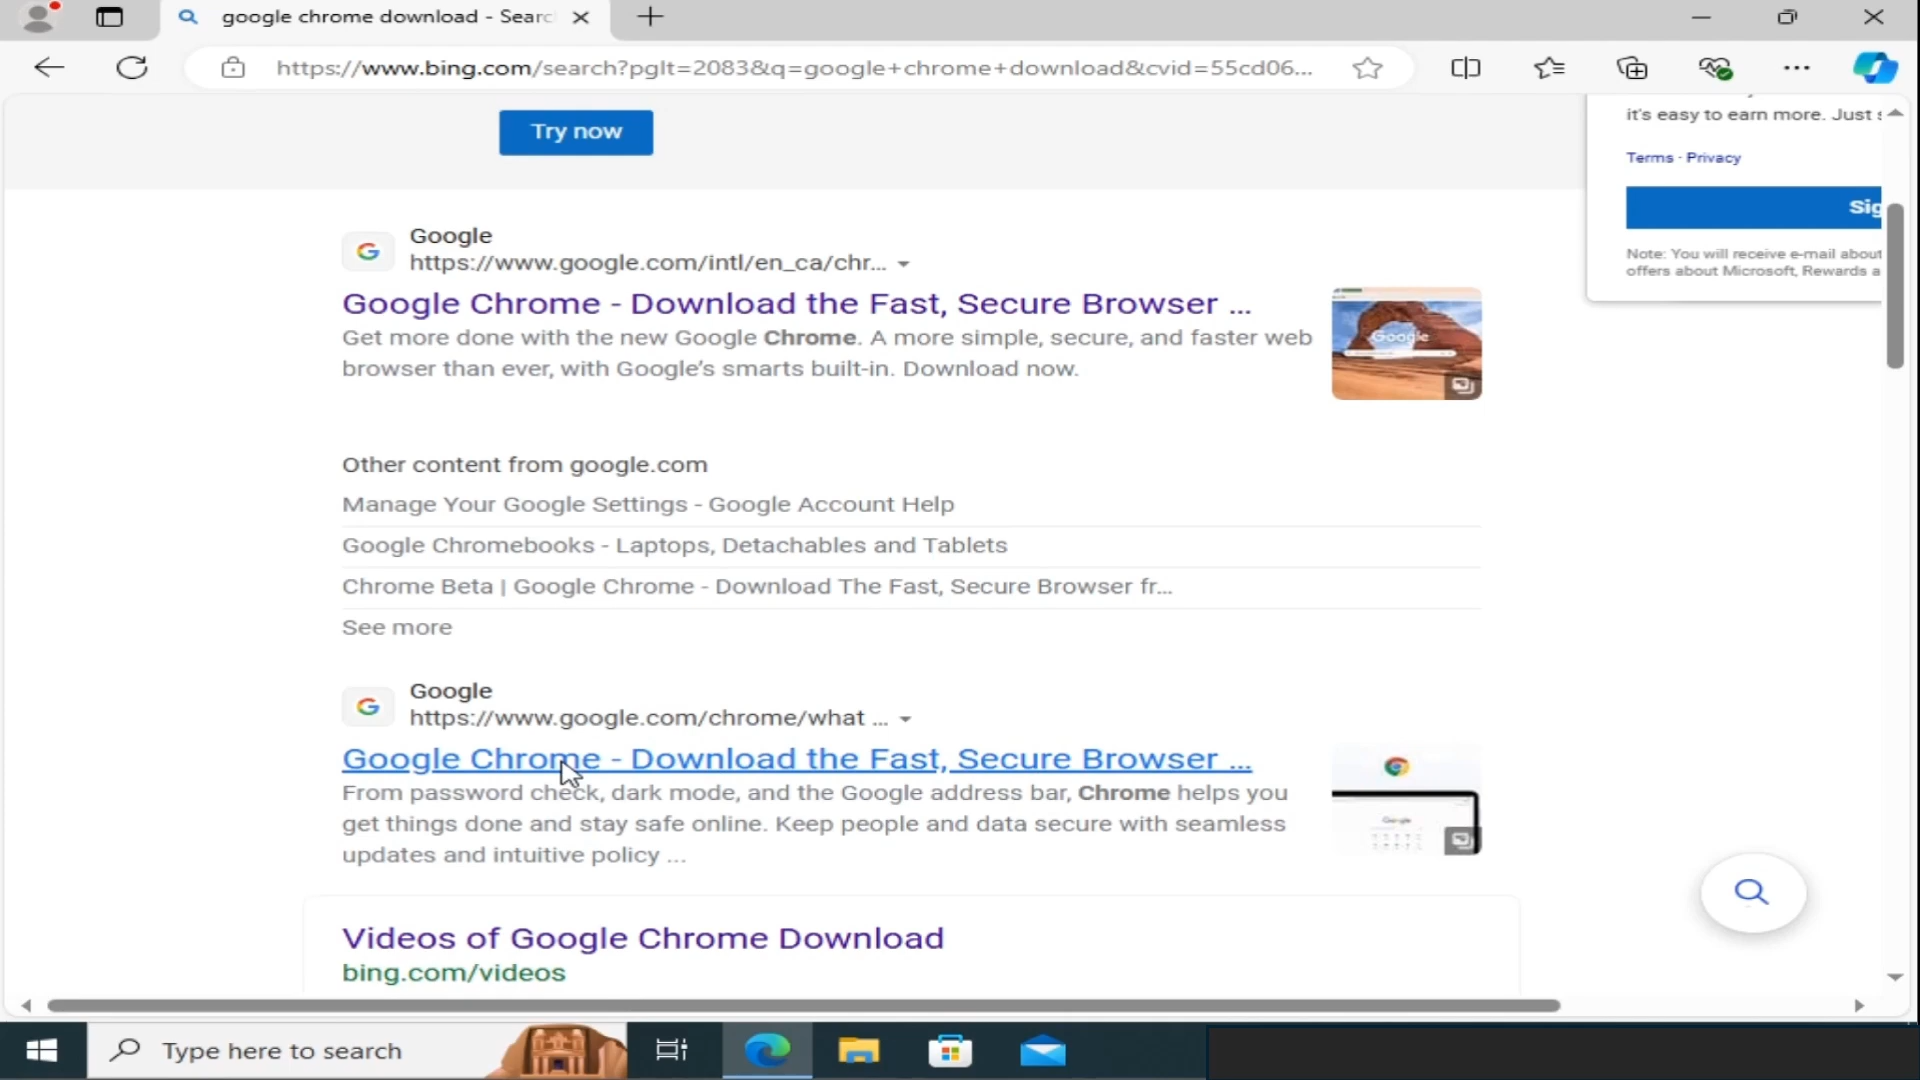 google chrome download - Searc
https://www.bing.com/search?pglt=2083&q=google+chrome+download&cvid=55cd06...
Try now
it's easy to earn more. Just
Terms · Privacy
Sig
Note: You will receive e-mail about
offers about Microsoft, Rewards a
Google
https://www.google.com/intl/en_ca/chr...
Google Chrome - Download the Fast, Secure Browser ...
Get more done with the new Google Chrome. A more simple, secure, and faster web
browser than ever, with Google's smarts built-in. Download now.
Google
Other content from google.com
Manage Your Google Settings - Google Account Help
Google Chromebooks - Laptops, Detachables and Tablets
Chrome Beta | Google Chrome - Download The Fast, Secure Browser fr...
See more
Google
https://www.google.com/chrome/what ...
Google Chrome - Download the Fast, Secure Browser ...
From password check, dark mode, and the Google address bar, Chrome helps you
get things done and stay safe online. Keep people and data secure with seamless
updates and intuitive policy ...
Google
Videos of Google Chrome Download
bing.com/videos
Type here to search